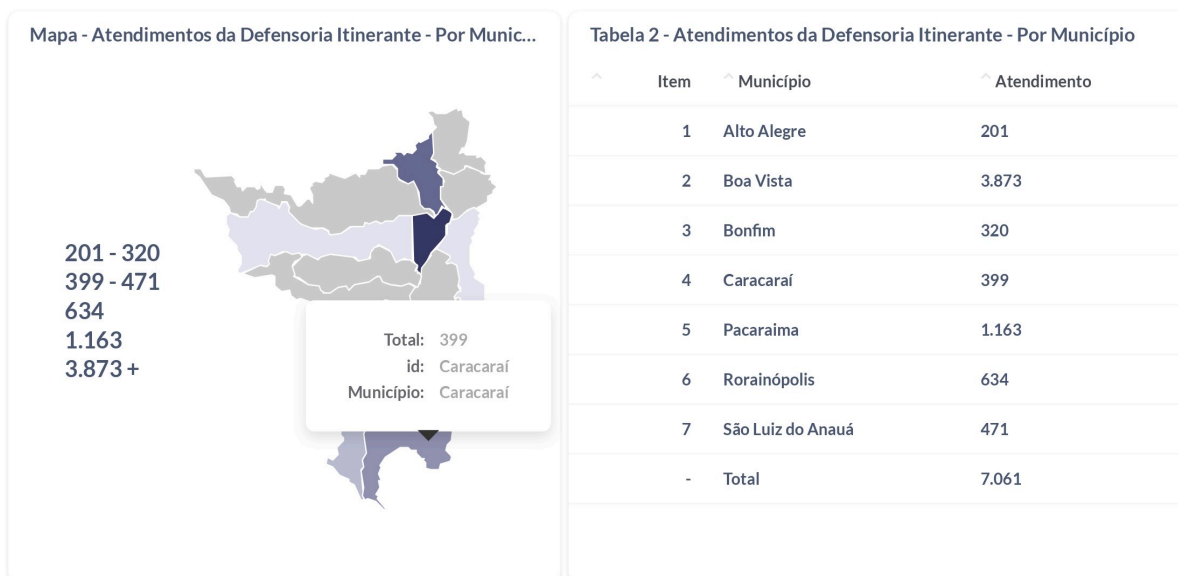 Mapa - Atendimentos da Defensoria Itinerante - Por Munic...
201 - 320
399 - 471
634
1.163
3.873 +
Total: 399
id: Caracaraí
Município: Caracaraí
Tabela 2 - Atendimentos da Defensoria Itinerante - Por Município
Item Município Atendimento
1 Alto Alegre 201
2 Boa Vista 3.873
3 Bonfim 320
4 Caracaraí 399
5 Pacaraima 1.163
6 Rorainópolis 634
7 São Luiz do Anauá 471
- Total 7.061